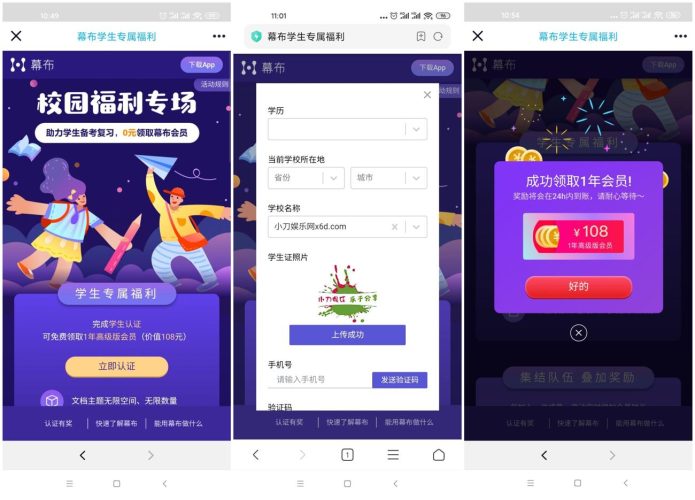 10:49
96
幕布学生专属福利
幕布
下载App
活动规则
校园福利专场
助力学生备考复习，0元领取幕布会员
学生专属福利
完成学生认证
可免费领取1年高级版会员（价值108元）
立即认证
文档主题无限空间、无限数量
认证有奖
快速了解幕布
能用幕布做什么
11:01
96
幕布学生专属福利
幕布
下载App
活动规则
学历
当前学校所在地
省份
城市
学校名称
小刀娱乐网x6d.com
学生证照片
小刀娱乐 乐于分享
上传成功
手机号
请输入手机号
发送验证码
验证码
认证有奖
快速了解幕布
能用幕布做什么
1
10:54
96
幕布学生专属福利
幕布
下载App
活动规则
学生专属福利
成功领取1年会员!
奖励将会在24h内到账，请耐心等待～
¥108
1年高级版会员
好的
集结队伍 叠加奖励
认证有奖
快速了解幕布
能用幕布做什么